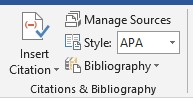 Insert
Citation
Manage Sources
Style: APA
Bibliography
Citations & Bibliography